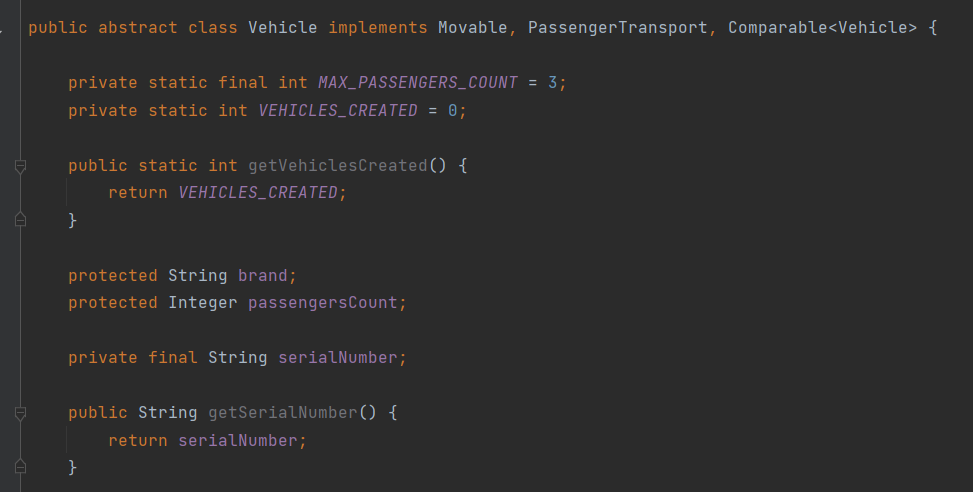 public abstract class Vehicle implements Movable, PassengerTransport, Comparable<Vehicle> {
private static final int MAX_PASSENGERS_COUNT = 3;
private static int VEHICLES_CREATED = 0;
public static int getVehiclesCreated() {
return VEHICLES_CREATED;
}
protected String brand;
protected Integer passengersCount;
private final String serialNumber;
public String getSerialNumber() {
return serialNumber;
}